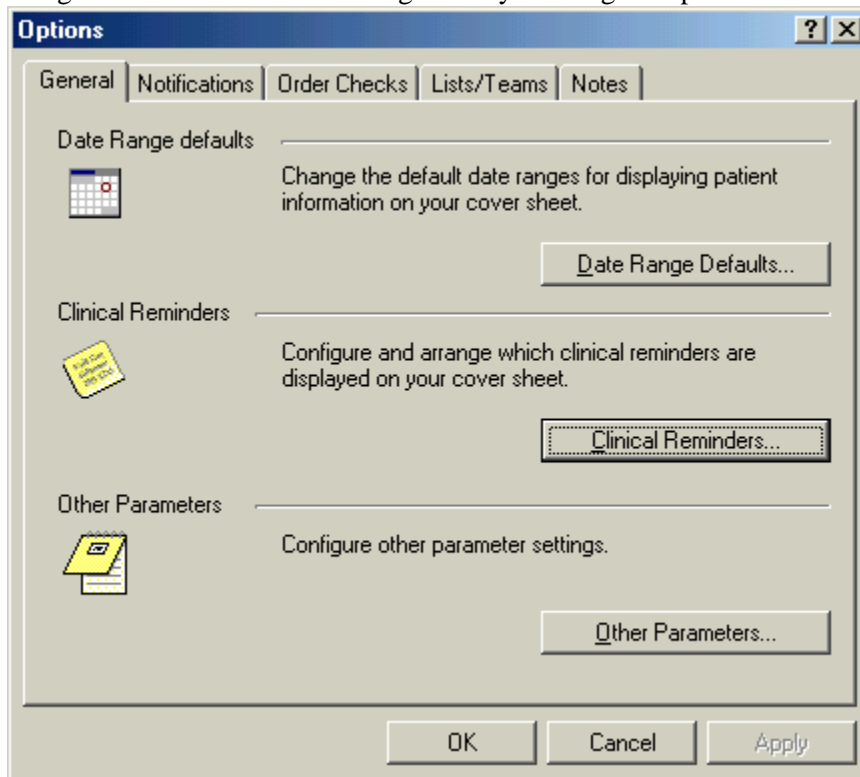 Options
General Notifications Order Checks Lists/Teams Notes
Date Range defaults
Change the default date ranges for displaying patient
information on your cover sheet.
Date Range Defaults...
Clinical Reminders
Configure and arrange which clinical reminders are
displayed on your cover sheet.
Clinical Reminders...
Other Parameters
Configure other parameter settings.
Other Parameters...
OK Cancel Apply